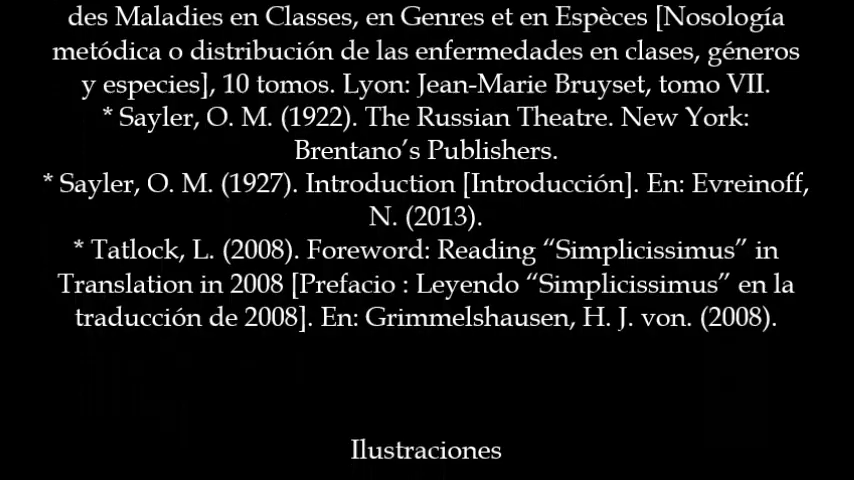 des Maladies en Classes, en Genres et en Espèces [Nosología
metódica o distribución de las enfermedades en clases, géneros
y especies], 10 tomos. Lyon: Jean-Marie Bruyset, tomo VII.
* Sayler, O. M. (1922). The Russian Theatre. New York:
Brentano’s Publishers.
* Sayler, O. M. (1927). Introduction [Introducción]. En: Evreinoff,
N. (2013).
* Tatlock, L. (2008). Foreword: Reading “Simplicissimus” in
Translation in 2008 [Prefacio : Leyendo “Simplicissimus” en la
traducción de 2008]. En: Grimmelshausen, H. J. von. (2008).
Ilustraciones